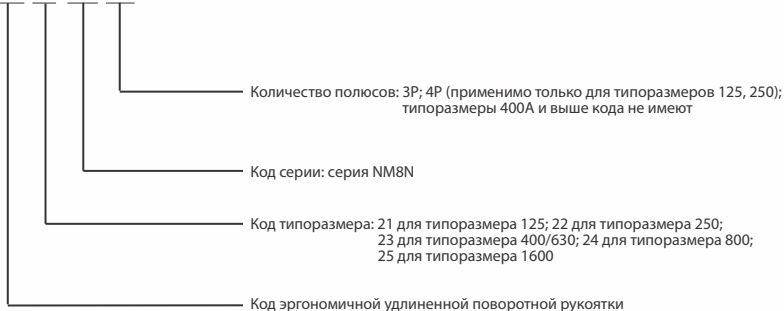 Количество полюсов: 3P; 4P (применимо только для типоразмеров 125, 250);
типоразмеры 400А и выше кода не имеют
Код серии: серия NM8N
Код типоразмера: 21 для типоразмера 125; 22 для типоразмера 250;
23 для типоразмера 400/630; 24 для типоразмера 800;
25 для типоразмера 1600
Код эргономичной удлиненной поворотной рукоятки